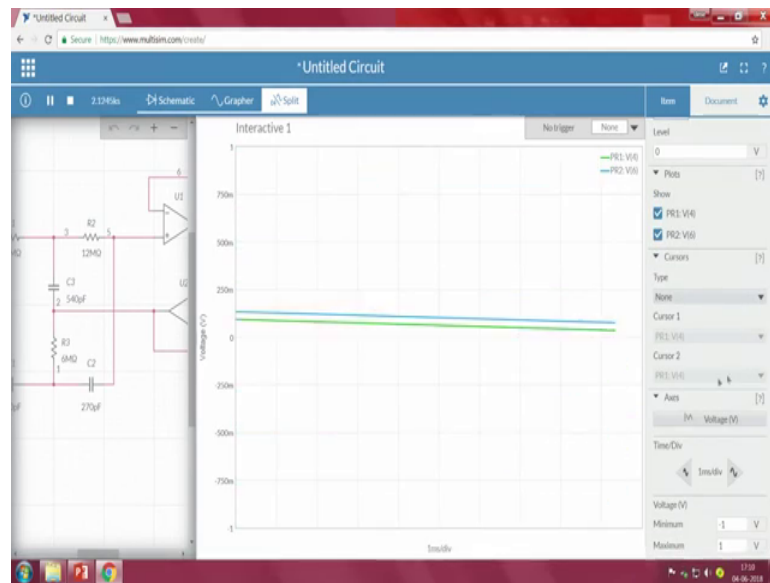 *Untitled Circuit
Secure | https://www.multisim.com/create/
*Untitled Circuit
Schematic
Grapher
Split
Item
Document
Interactive 1
No trigger
None
PR1: V(4)
PR2: V(6)
1
750m
500m
250m
0
-250m
-500m
-750m
-1
Voltage (V)
1ms/div
6
U1
R2
3
5
12MΩ
C3
540pF
2
R3
6MΩ
1
C2
270pF
Level
0
V
Plots
[?]
Show
PR1: V(4)
PR2: V(6)
Cursors
[?]
Type
None
Cursor 1
PR1: V(4)
Cursor 2
PR1: V(4)
Axes
[?]
Voltage (V)
Time/Div
1ms/div
Voltage (V)
Minimum
-1
V
Maximum
1
V
17:10
04-06-2018